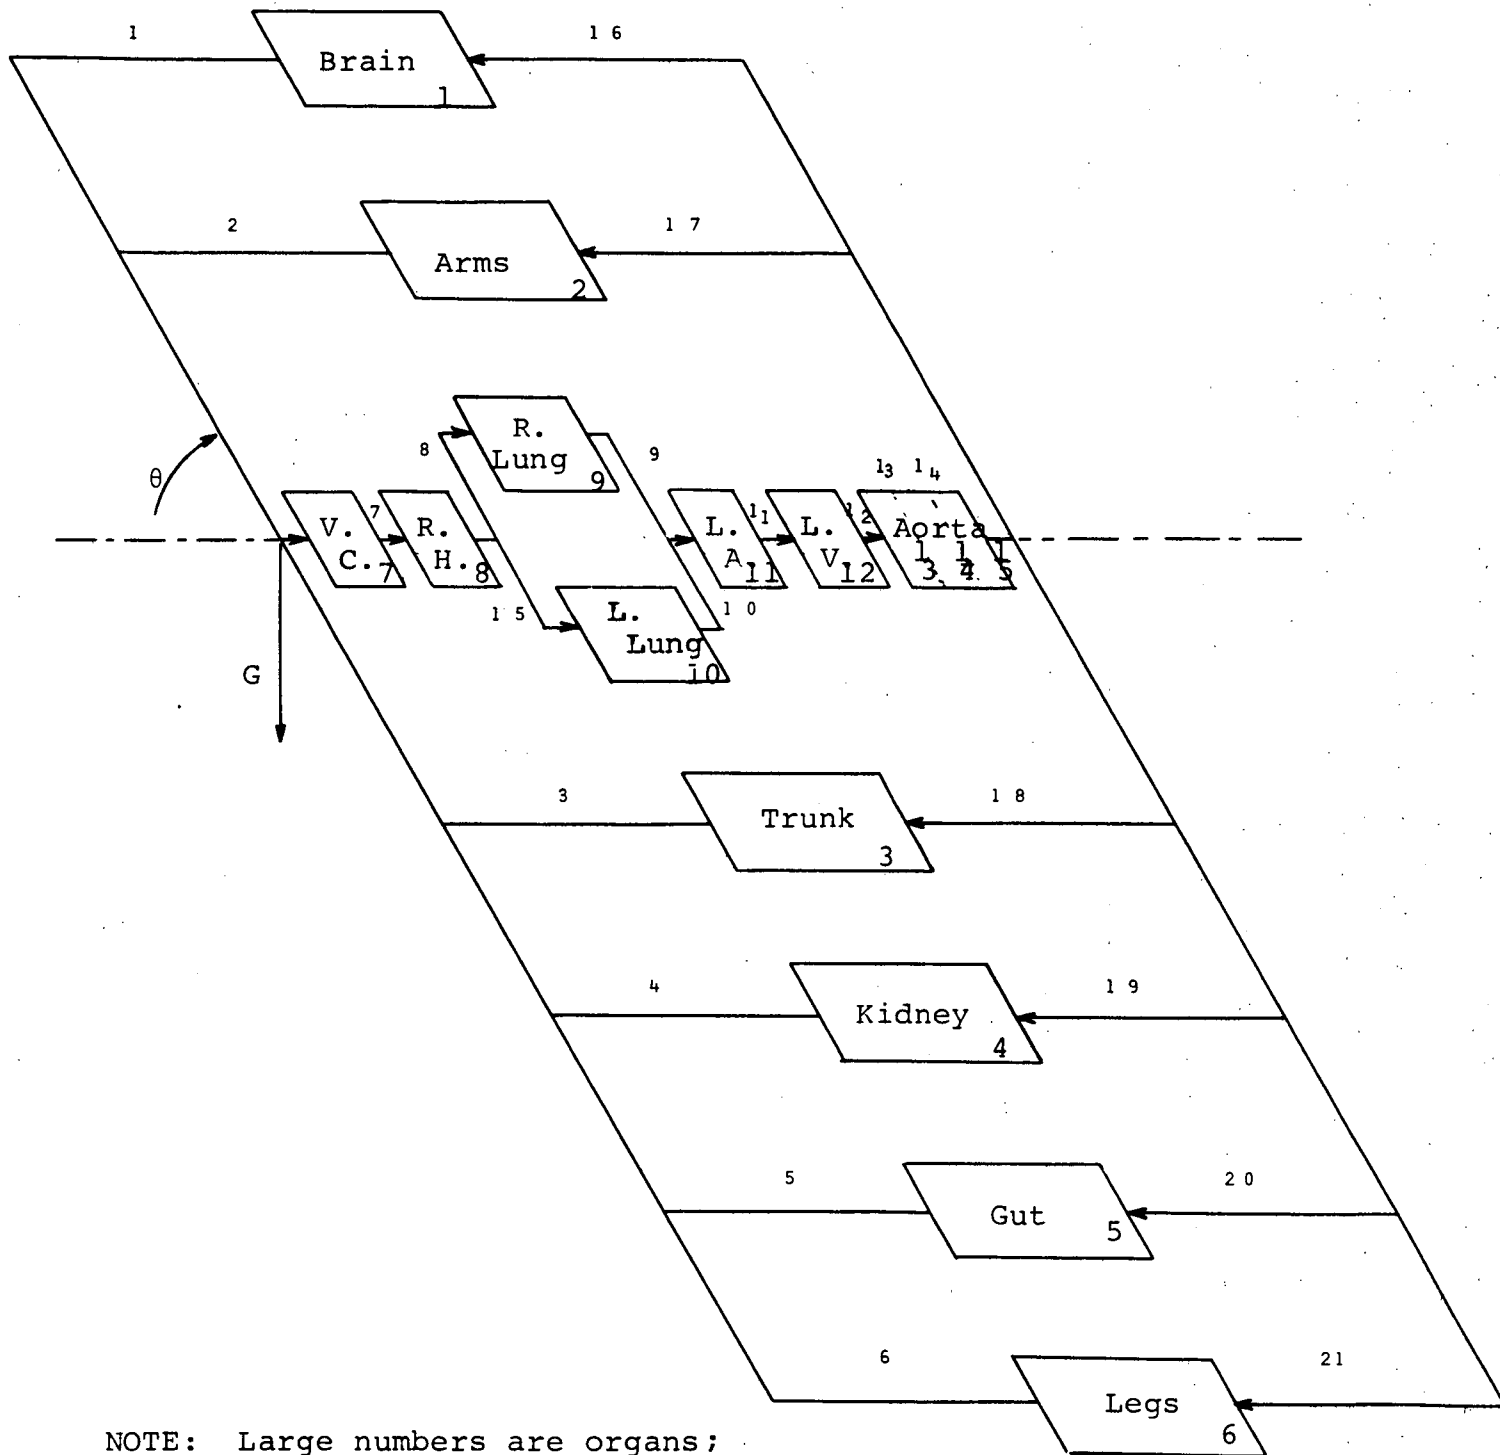 1
16
Brain
1
2
17
Arms
2
R.
Lung
9
8
9
θ
13 14
V.
C.
7
7
R.
H.
8
L.
A.
11
11
L.
V.
12
12
Aorta
13 14 15
15
L.
Lung
10
10
G
3
18
Trunk
3
4
19
Kidney
4
5
20
Gut
5
6
21
Legs
6
NOTE: Large numbers are organs;